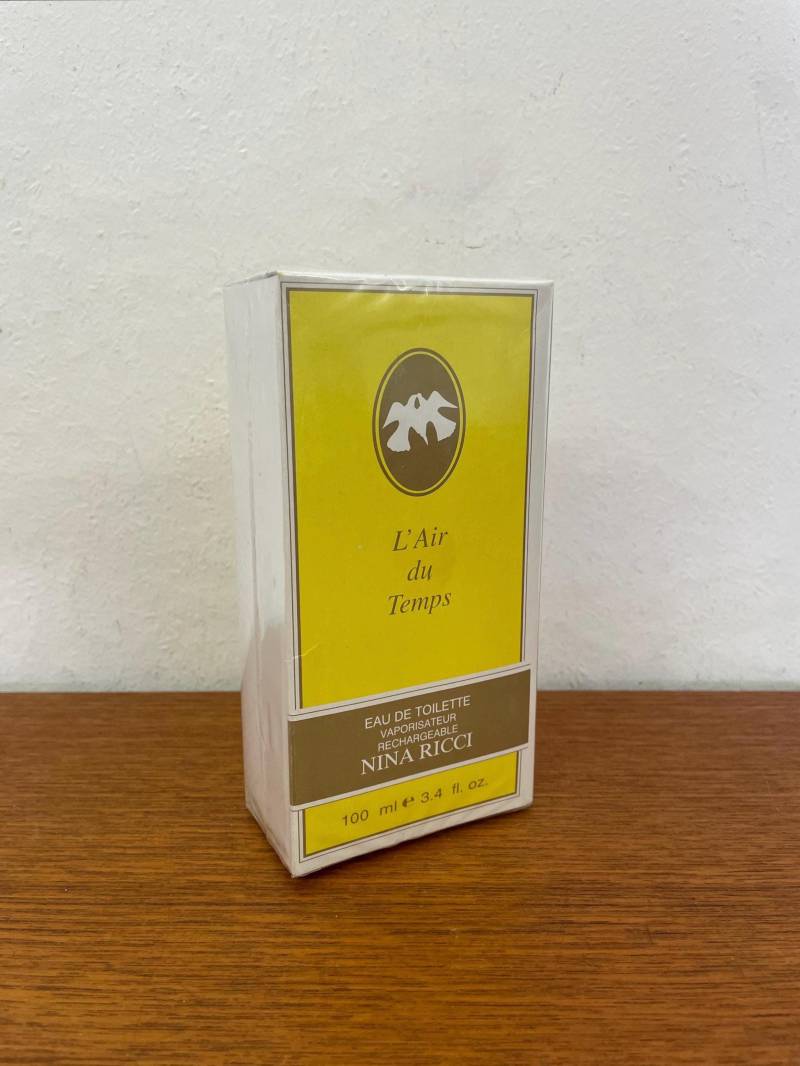 L'Air
du
Temps
EAU DE TOILETTE
VAPORISATEUR
RECHARGEABLE
NINA RICCI
100 ml ℮ 3.4 fl. oz.